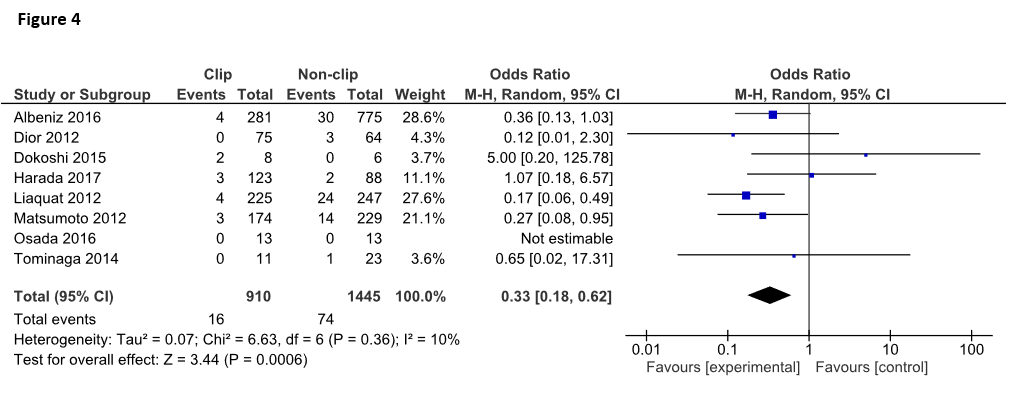 Figure 4
Clip Non-clip Odds Ratio Odds Ratio
Study or Subgroup Events Total Events Total Weight M-H, Random, 95% CI M-H, Random, 95% CI
Albeniz 2016 4 281 30 775 28.6% 0.36 [0.13, 1.03]
Dior 2012 0 75 3 64 4.3% 0.12 [0.01, 2.30]
Dokoshi 2015 2 8 0 6 3.7% 5.00 [0.20, 125.78]
Harada 2017 3 123 2 88 11.1% 1.07 [0.18, 6.57]
Liaquat 2012 4 225 24 247 27.6% 0.17 [0.06, 0.49]
Matsumoto 2012 3 174 14 229 21.1% 0.27 [0.08, 0.95]
Osada 2016 0 13 0 13 Not estimable
Tominaga 2014 0 11 1 23 3.6% 0.65 [0.02, 17.31]
Total (95% CI) 910 1445 100.0% 0.33 [0.18, 0.62]
Total events 16 74
Heterogeneity: Tau² = 0.07; Chi² = 6.63, df = 6 (P = 0.36); I² = 10%
Test for overall effect: Z = 3.44 (P = 0.0006)
0.01 0.1 1 10 100
Favours [experimental] Favours [control]